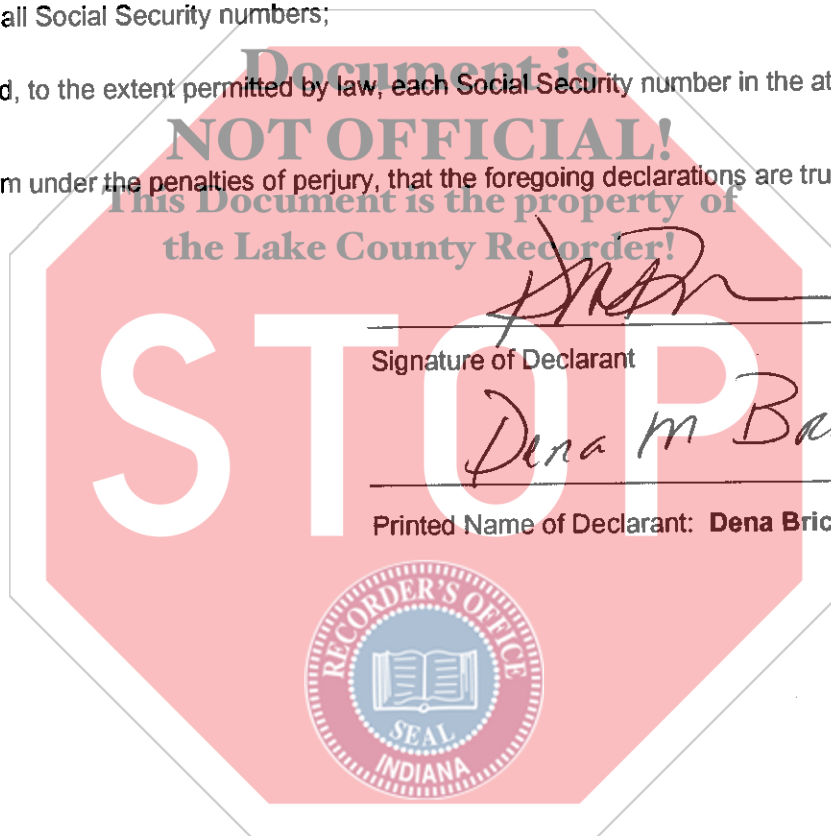 all Social Security numbers;
Document is
d, to the extent permitted by law, each Social Security number in the at
NOT OFFICIAL!
m under the penalties of perjury, that the foregoing declarations are tru
This Document is the property of
the Lake County Recorder!
STOP
Signature of Declarant
Dena M
Printed Name of Declarant: Dena Bric
RECORDER'S OFFICE
SEAL
INDIANA